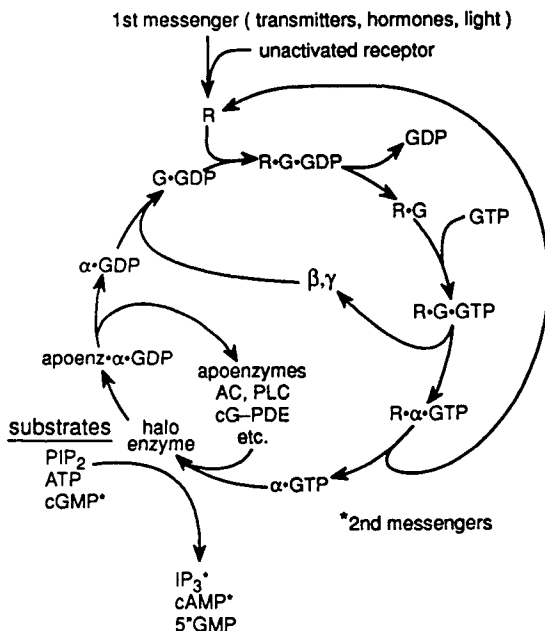 1st messenger ( transmitters, hormones, light )
unactivated receptor
R
GDP
G•GDP
R•G•GDP
R•G
GTP
α•GDP
β,γ
R•G•GTP
apoenz•α•GDP
apoenzymes
AC, PLC
cG–PDE
etc.
R•α•GTP
substrates
halo
enzyme
PIP₂
ATP
cGMP*
α•GTP
*2nd messengers
IP₃*
cAMP*
5"GMP